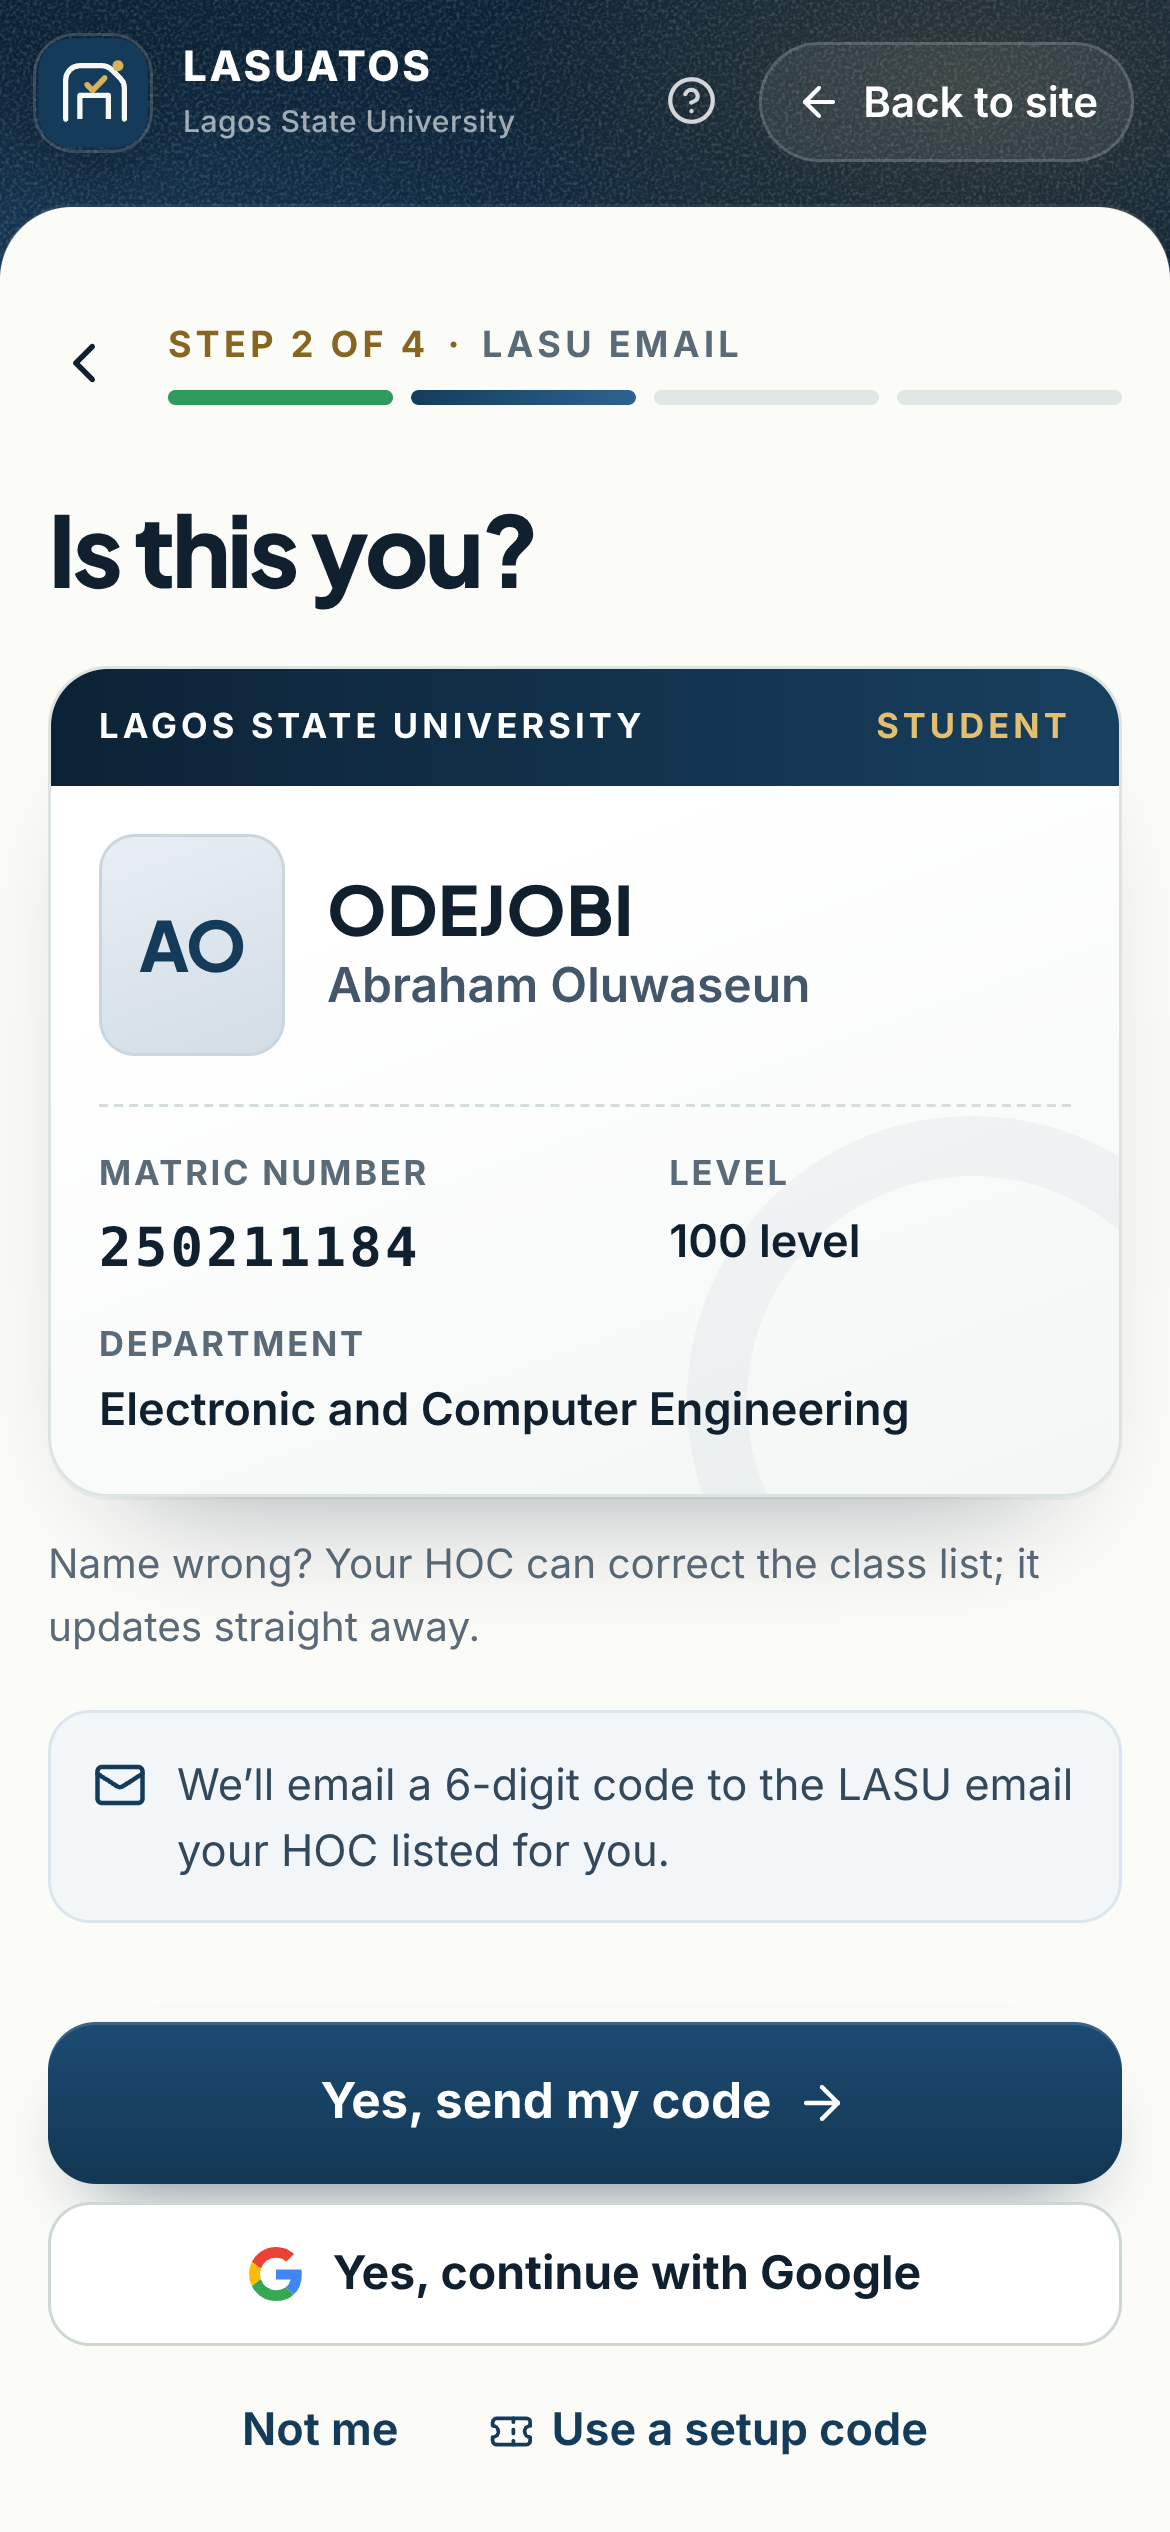 LASUATOS
Lagos State University
Back to site
STEP 2 OF 4 · LASU EMAIL
Is this you?
LAGOS STATE UNIVERSITY
STUDENT
AO
ODEJOBI
Abraham Oluwaseun
MATRIC NUMBER
250211184
LEVEL
100 level
DEPARTMENT
Electronic and Computer Engineering
Name wrong? Your HOC can correct the class list; it
updates straight away.
We’ll email a 6-digit code to the LASU email
your HOC listed for you.
Yes, send my code
Yes, continue with Google
Not me
Use a setup code